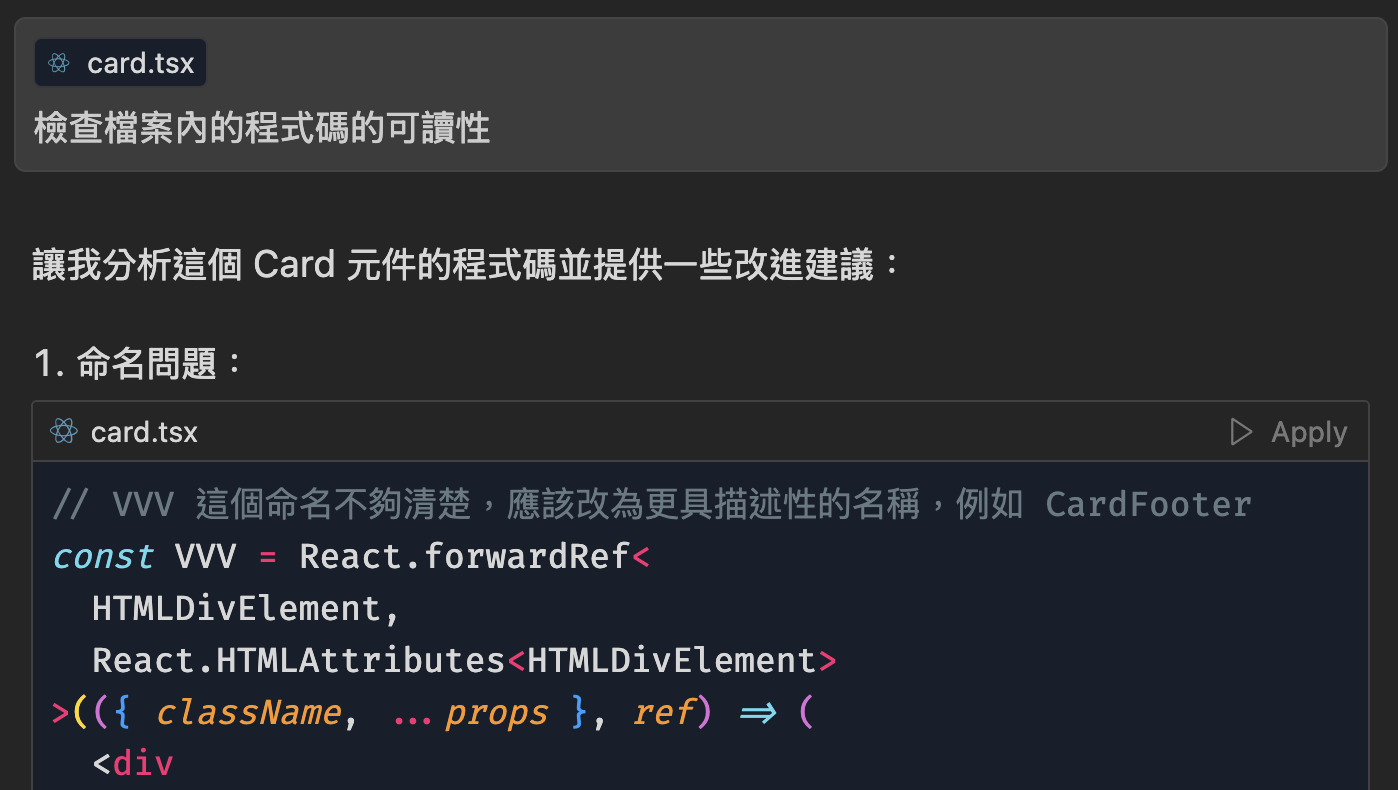 card.tsx
檢查檔案內的程式碼的可讀性
讓我分析這個 Card 元件的程式碼並提供一些改進建議：
1. 命名問題：
card.tsx
Apply
// VVV 這個命名不夠清楚，應該改為更具描述性的名稱，例如 CardFooter
const VVV = React.forwardRef<
HTMLDivElement,
React.HTMLAttributes<HTMLDivElement>
>(({ className, ...props }, ref) => (
<div